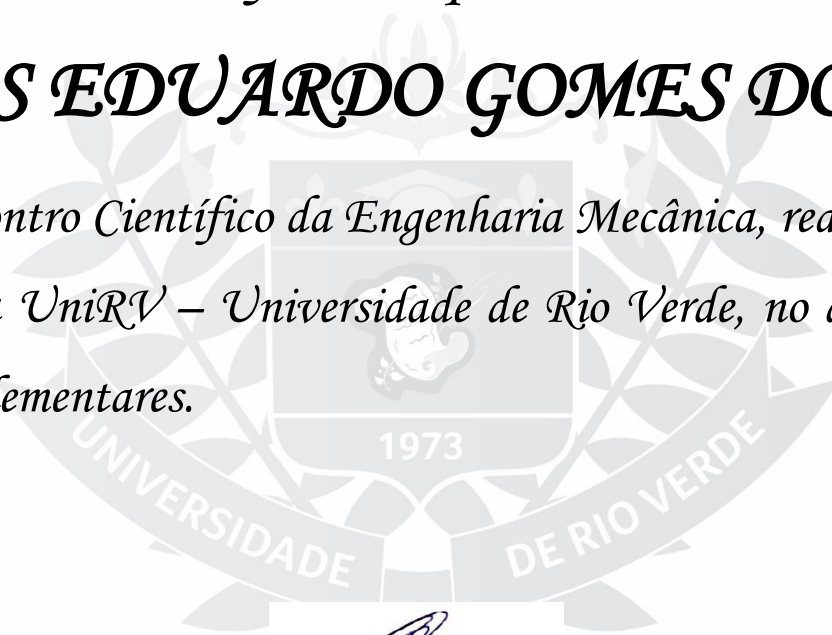 S EDUARDO GOMES DO
ontro Científico da Engenharia Mecânica, rea
a UniRV – Universidade de Rio Verde, no
lementares.
1973
UNIVERSIDADE DE RIO VERDE